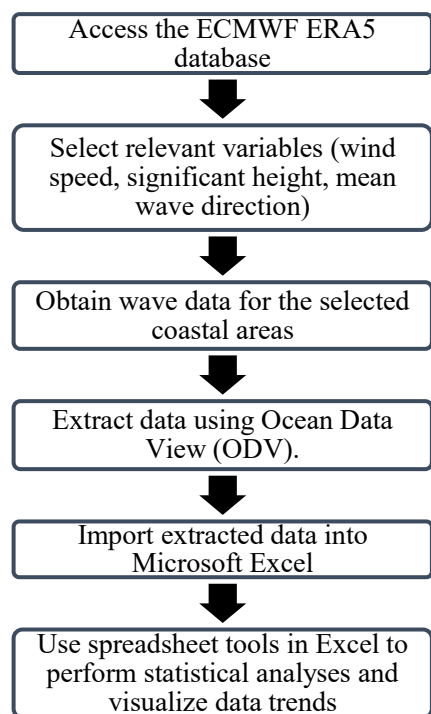 Access the ECMWF ERA5
database
Select relevant variables (wind
speed, significant height, mean
wave direction)
Obtain wave data for the selected
coastal areas
Extract data using Ocean Data
View (ODV).
Import extracted data into
Microsoft Excel
Use spreadsheet tools in Excel to
perform statistical analyses and
visualize data trends